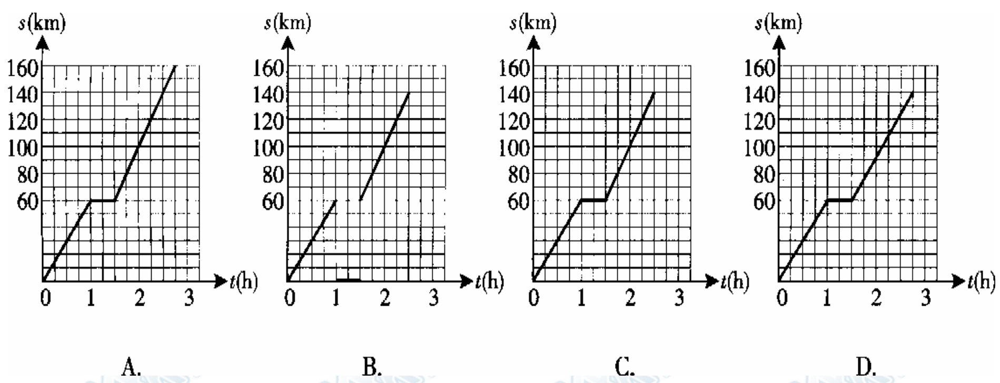 s(km) s(km) s(km) s(km)
160 160 160 160
140 140 140 140
120 120 120 120
100 100 100 100
80 80 80 80
60 60 60 60
t(h) t(h) t(h) t(h)
0 1 2 3 0 1 2 3 0 1 2 3 0 1 2 3
A. B. C. D.